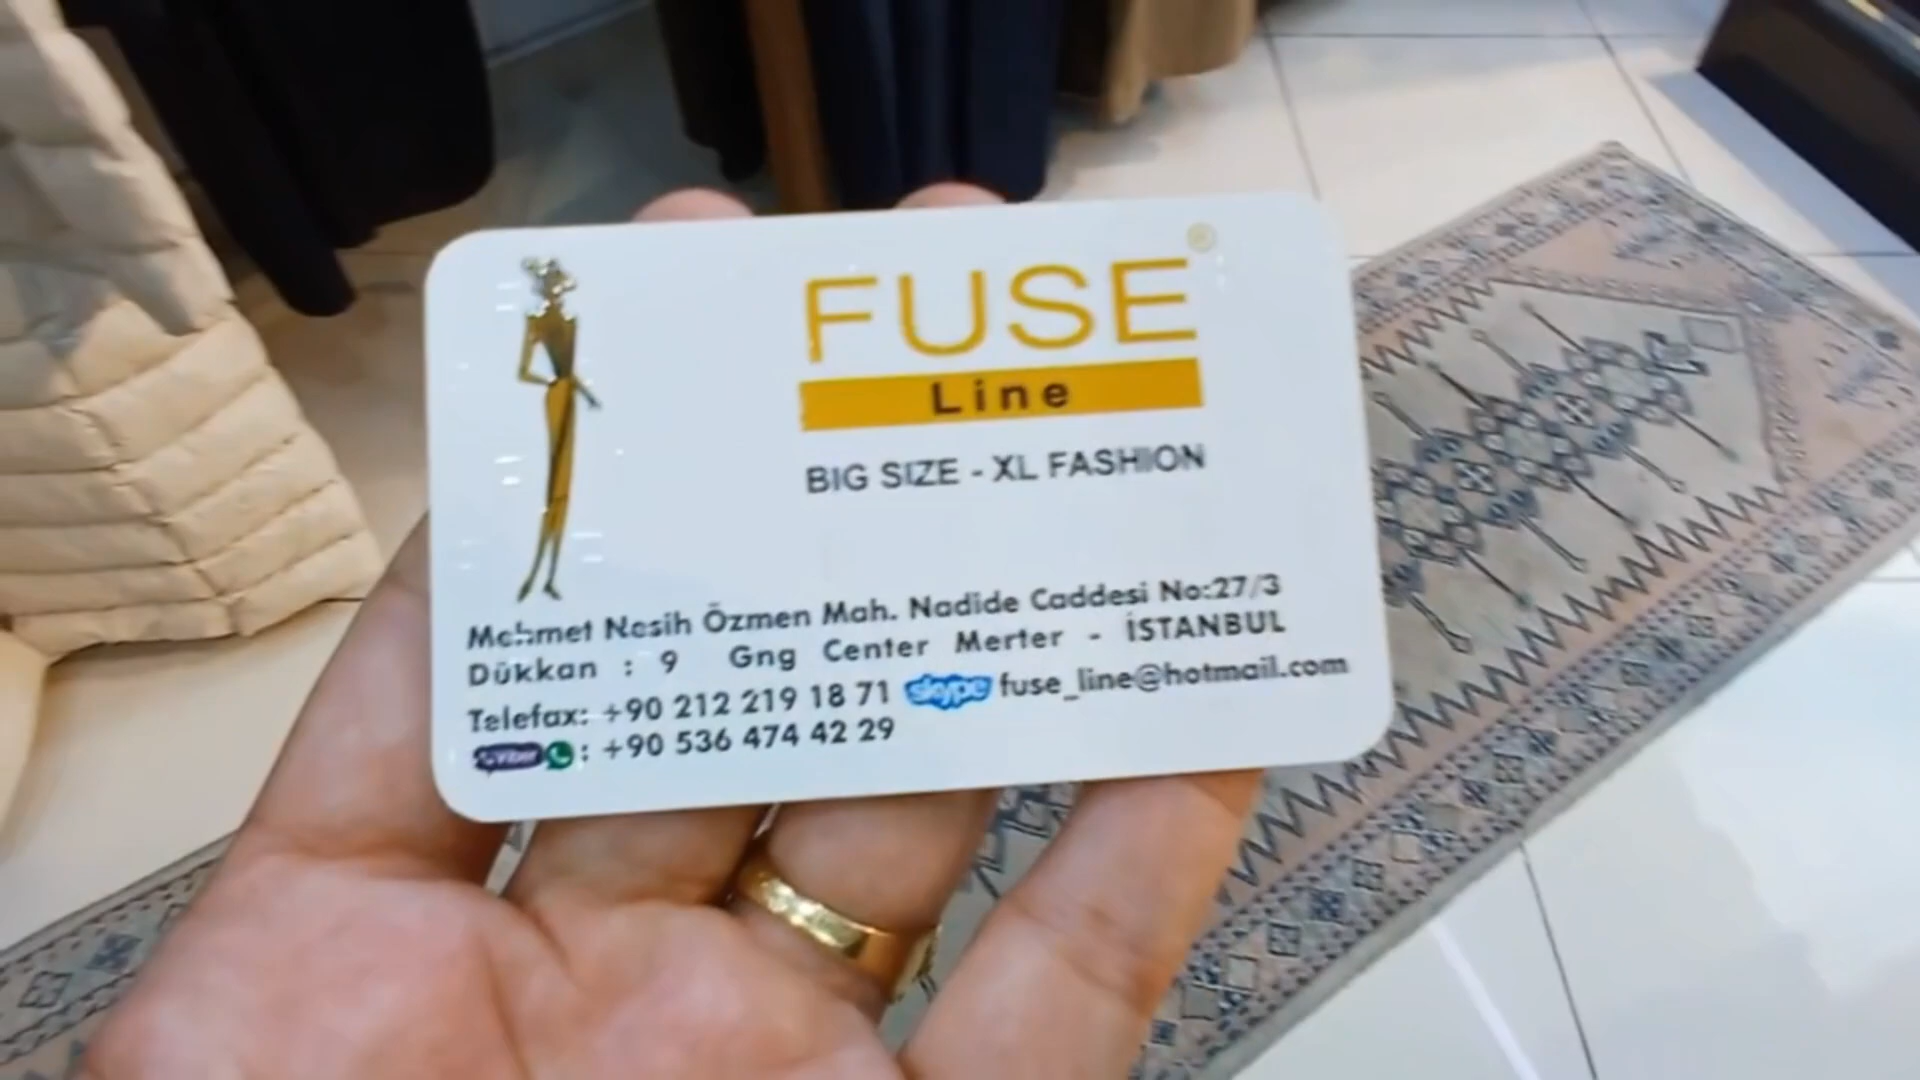 FUSE®
Line
BIG SIZE - XL FASHION
Mehmet Nesih Özmen Mah. Nadide Caddesi No:27/3
Dükkan : 9 Gng Center Merter - İSTANBUL
Telefax: +90 212 219 18 71 skype fuse_line@hotmail.com
Viber : +90 536 474 42 29